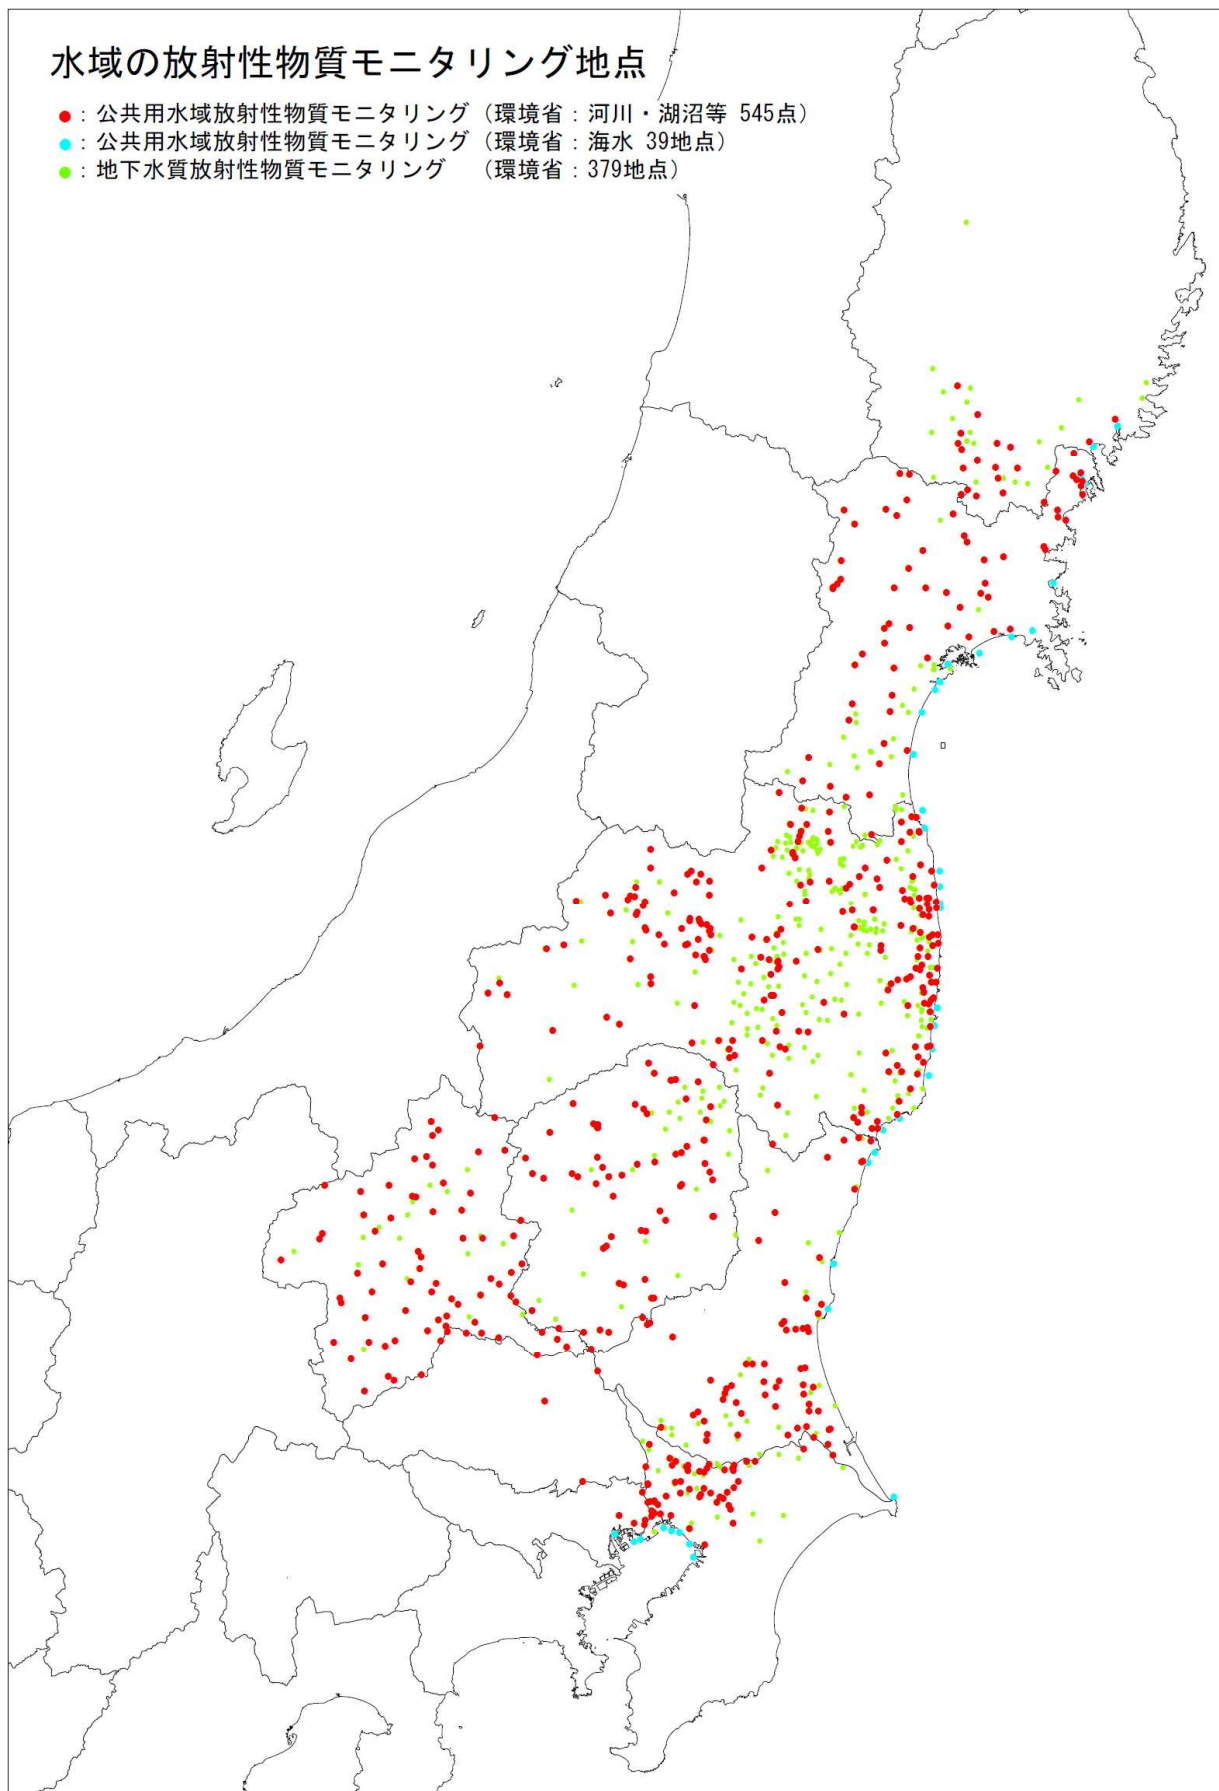 水域の放射性物質モニタリング地点
●：公共用水域放射性物質モニタリング（環境省：河川・湖沼等 545点）
●：公共用水域放射性物質モニタリング（環境省：海水 39地点）
●：地下水質放射性物質モニタリング　（環境省：379地点）